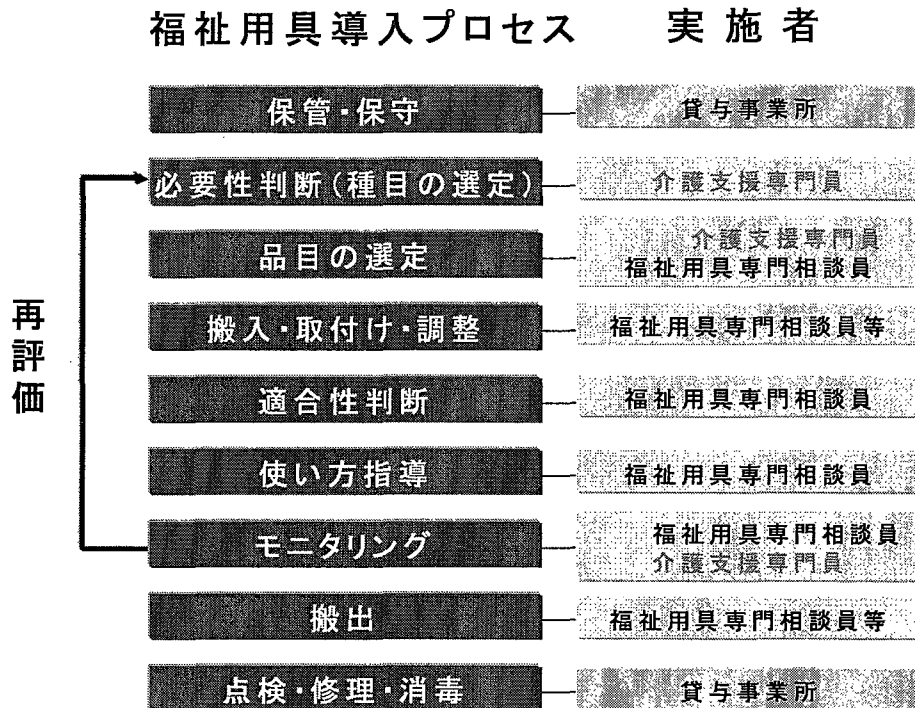 福祉用具導入プロセス 実施者
保管・保守 貸与事業所
必要性判断(種目の選定) 介護支援専門員
品目の選定 介護支援専門員
福祉用具専門相談員
搬入・取付け・調整 福祉用具専門相談員等
適合性判断 福祉用具専門相談員
使い方指導 福祉用具専門相談員
モニタリング 福祉用具専門相談員
介護支援専門員
搬出 福祉用具専門相談員等
点検・修理・消毒 貸与事業所
再評価